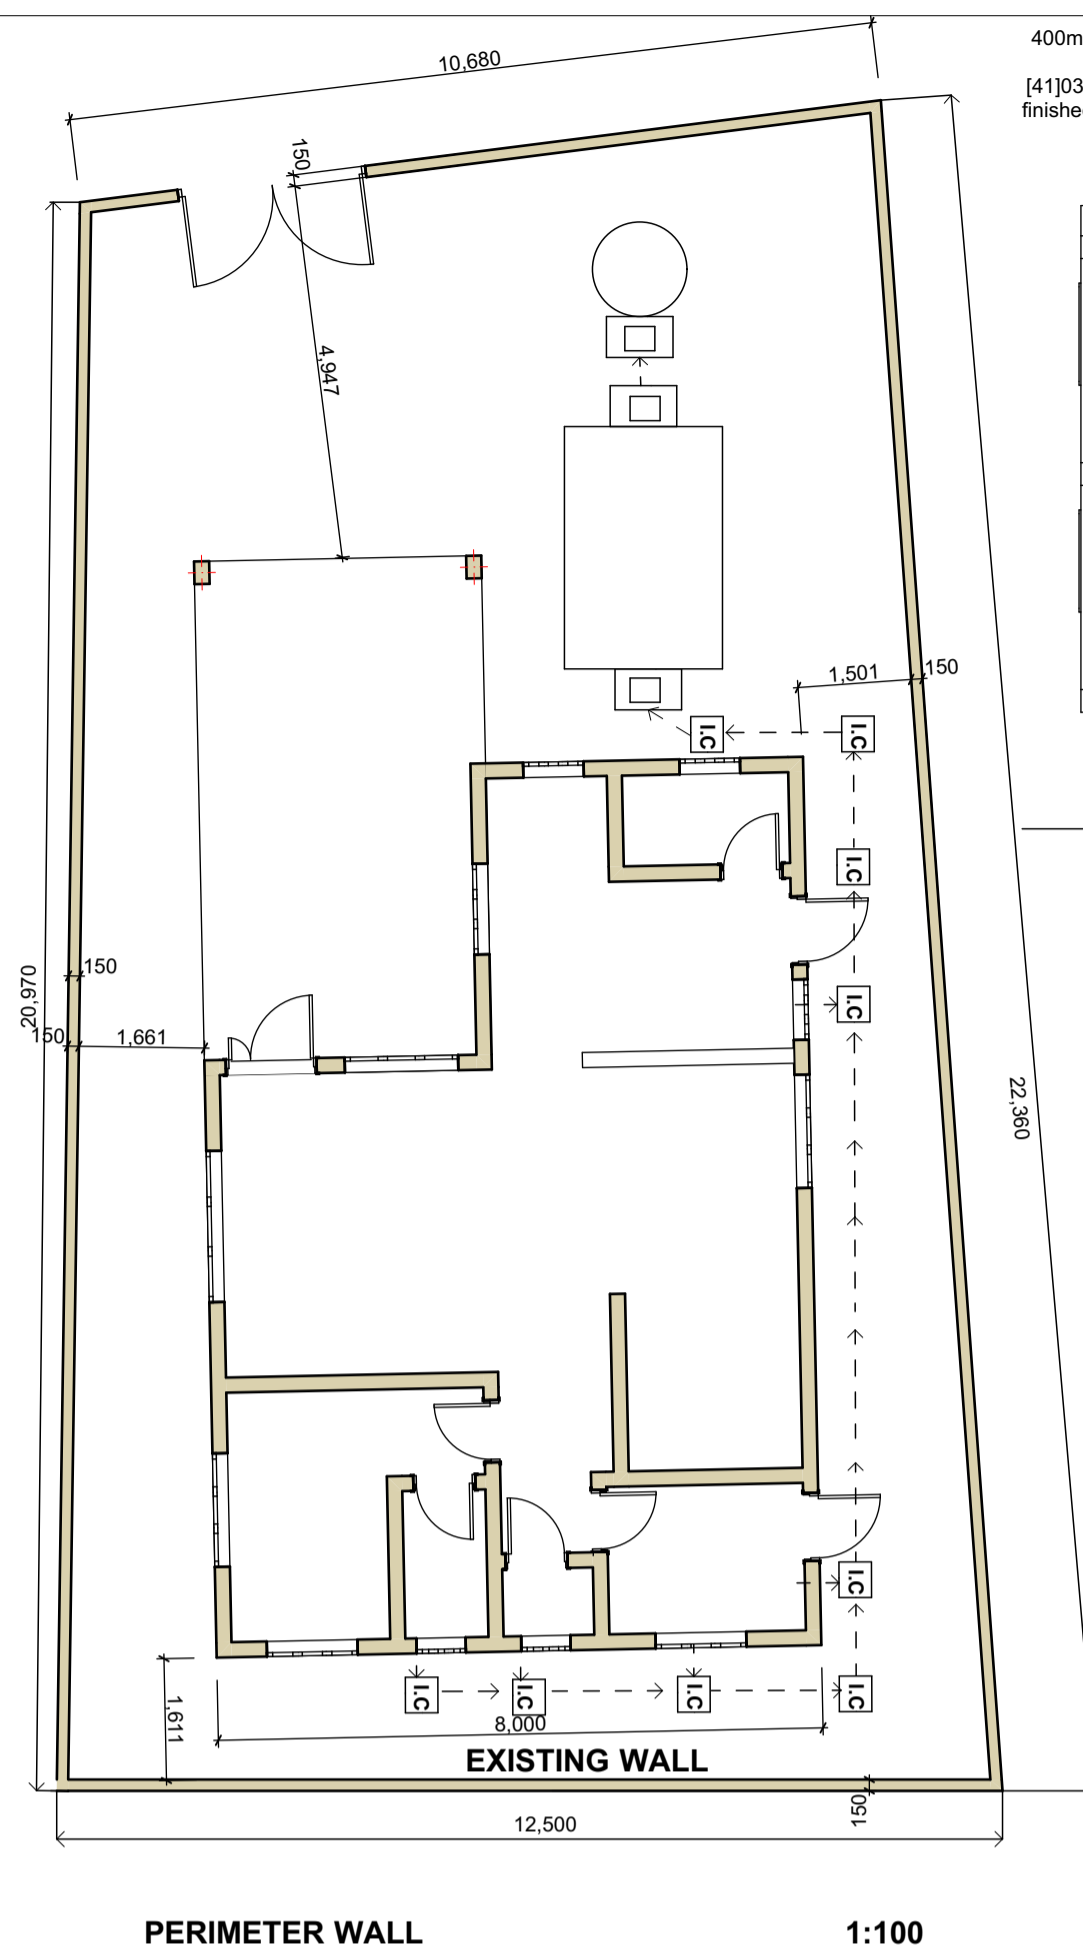 10,680
400m
[41]03
finishe
150
4,947
1,501
150
I.C
I.C
I.C
I.C
150
20,970
150
1,661
22,360
I.C
I.C
I.C
I.C
I.C
1,611
8,000
EXISTING WALL
150
12,500
PERIMETER WALL
1:100